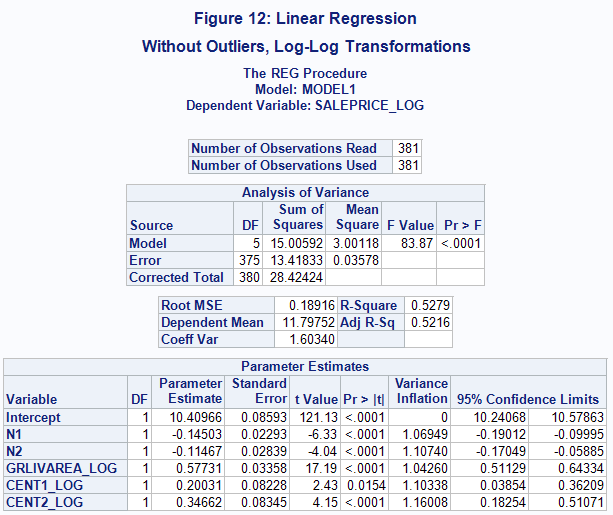 Figure 12: Linear Regression
Without Outliers, Log-Log Transformations
The REG Procedure
Model: MODEL1
Dependent Variable: SALEPRICE_LOG
Number of Observations Read 381
Number of Observations Used 381
Analysis of Variance
Source DF Sum of Squares Mean Square F Value Pr > F
Model 5 15.00592 3.00118 83.87 <.0001
Error 375 13.41833 0.03578
Corrected Total 380 28.42424
Root MSE 0.18916 R-Square 0.5279
Dependent Mean 11.79752 Adj R-Sq 0.5216
Coeff Var 1.60340
Parameter Estimates
Variable DF Parameter Estimate Standard Error t Value Pr > |t| Variance Inflation 95% Confidence Limits
Intercept 1 10.40966 0.08593 121.13 <.0001 0 10.24068 10.57863
N1 1 -0.14503 0.02293 -6.33 <.0001 1.06949 -0.19012 -0.09995
N2 1 -0.11467 0.02839 -4.04 <.0001 1.10740 -0.17049 -0.05885
GRLIVAREA_LOG 1 0.57731 0.03358 17.19 <.0001 1.04260 0.51129 0.64334
CENT1_LOG 1 0.20031 0.08228 2.43 0.0154 1.10338 0.03854 0.36209
CENT2_LOG 1 0.34662 0.08345 4.15 <.0001 1.16008 0.18254 0.51071